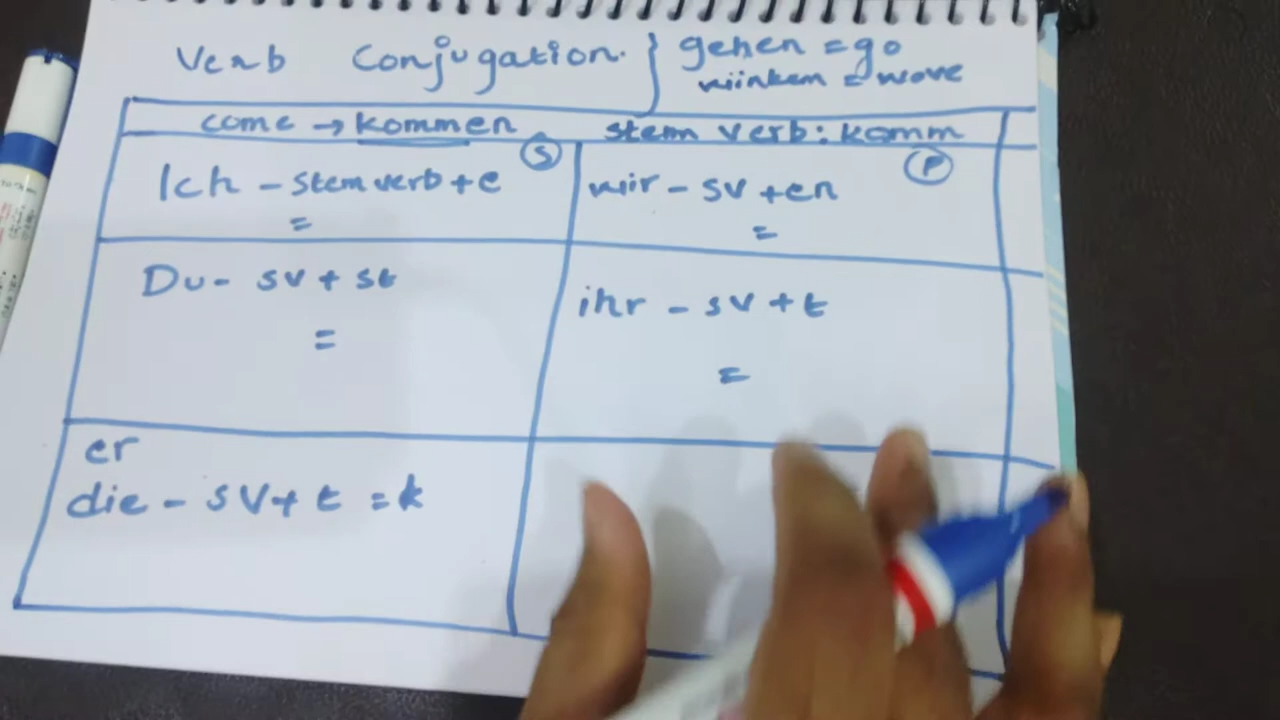 Verb Conjugation. } gehen = go
winken = wove
come → kommen
stem verb: komm
Ich - stem verb + e
=
S
wir - sv + en
=
P
Du - sv + st
=
ihr - sv + t
=
er
die - sv + t = k